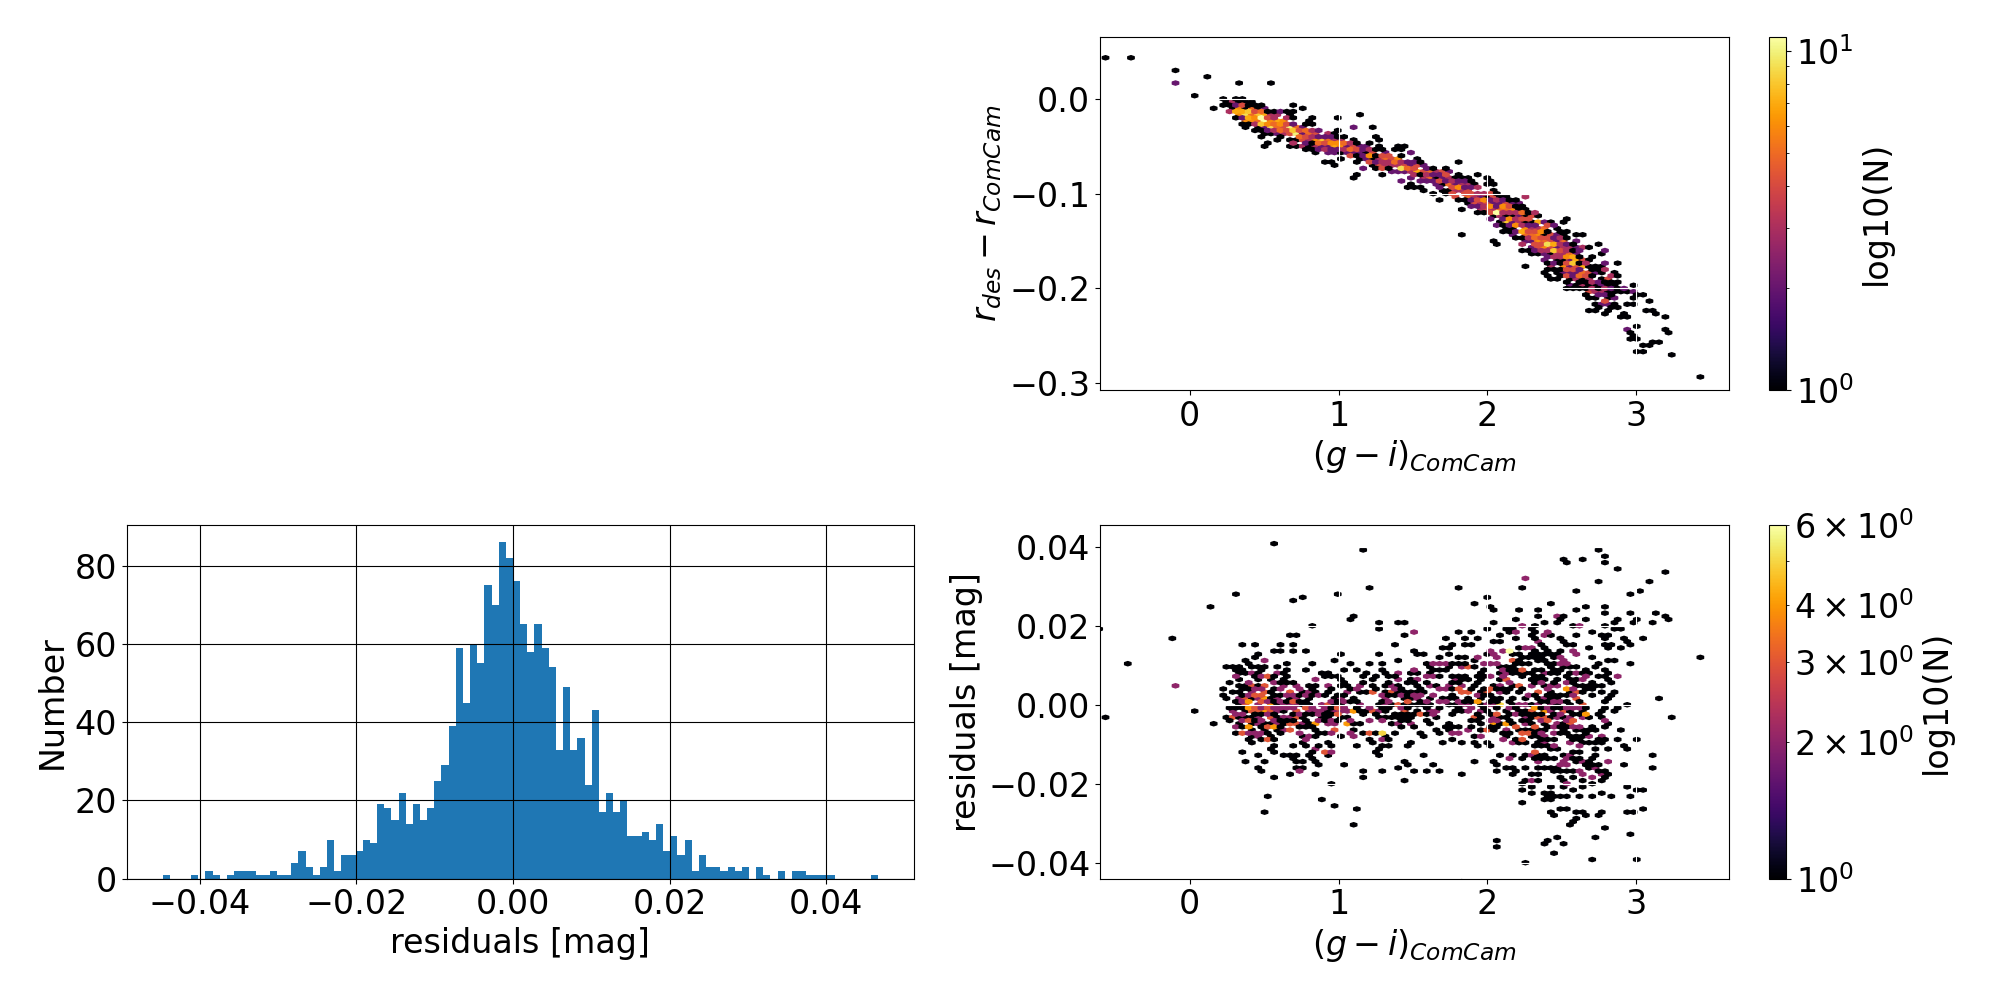 0.0
−0.1
−0.2
−0.3
r_des − r_ComCam
0 1 2 3
(g − i)_ComCam
10^1
10^0
log10(N)
80
60
40
20
0
Number
−0.04 −0.02 0.00 0.02 0.04
residuals [mag]
0.04
0.02
0.00
−0.02
−0.04
residuals [mag]
0 1 2 3
(g − i)_ComCam
6 × 10^0
4 × 10^0
3 × 10^0
2 × 10^0
10^0
log10(N)